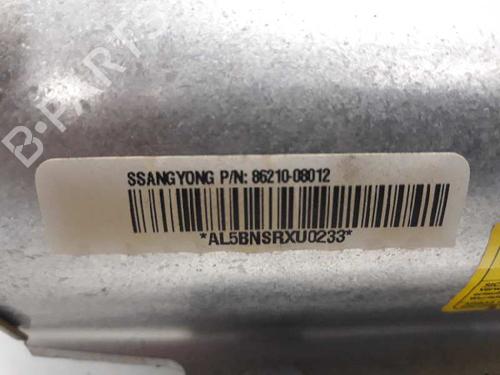 B-PARTS
SSANGYONG P/N: 86210-08012
*AL5BNSRXU0233*